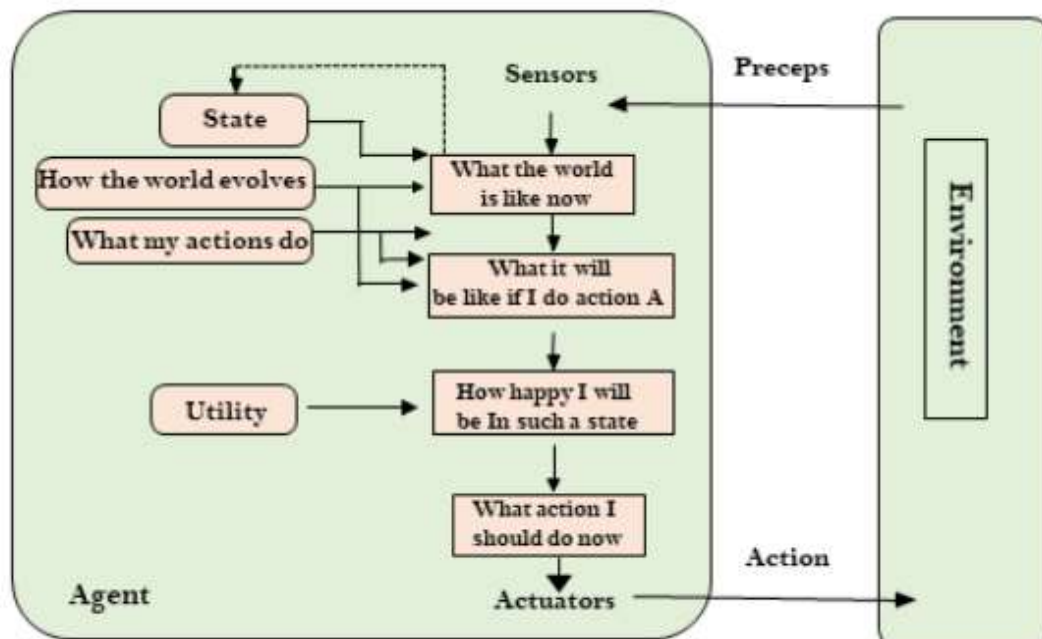 Sensors
Preceps
State
How the world evolves
What the world
is like now
What my actions do
What it will
be like if I do action A
Environment
Utility
How happy I will
be In such a state
What action I
should do now
Action
Agent
Actuators